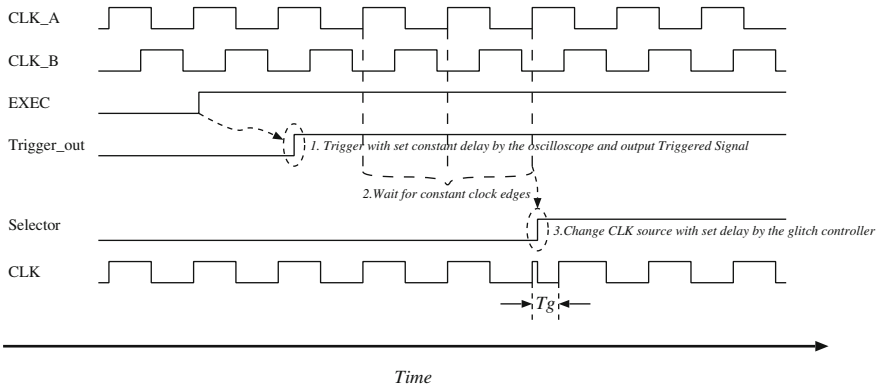 CLK_A
CLK_B
EXEC
Trigger_out
1. Trigger with set constant delay by the oscilloscope and output Triggered Signal
2.Wait for constant clock edges
Selector
3.Change CLK source with set delay by the glitch controller
CLK
Tg
Time